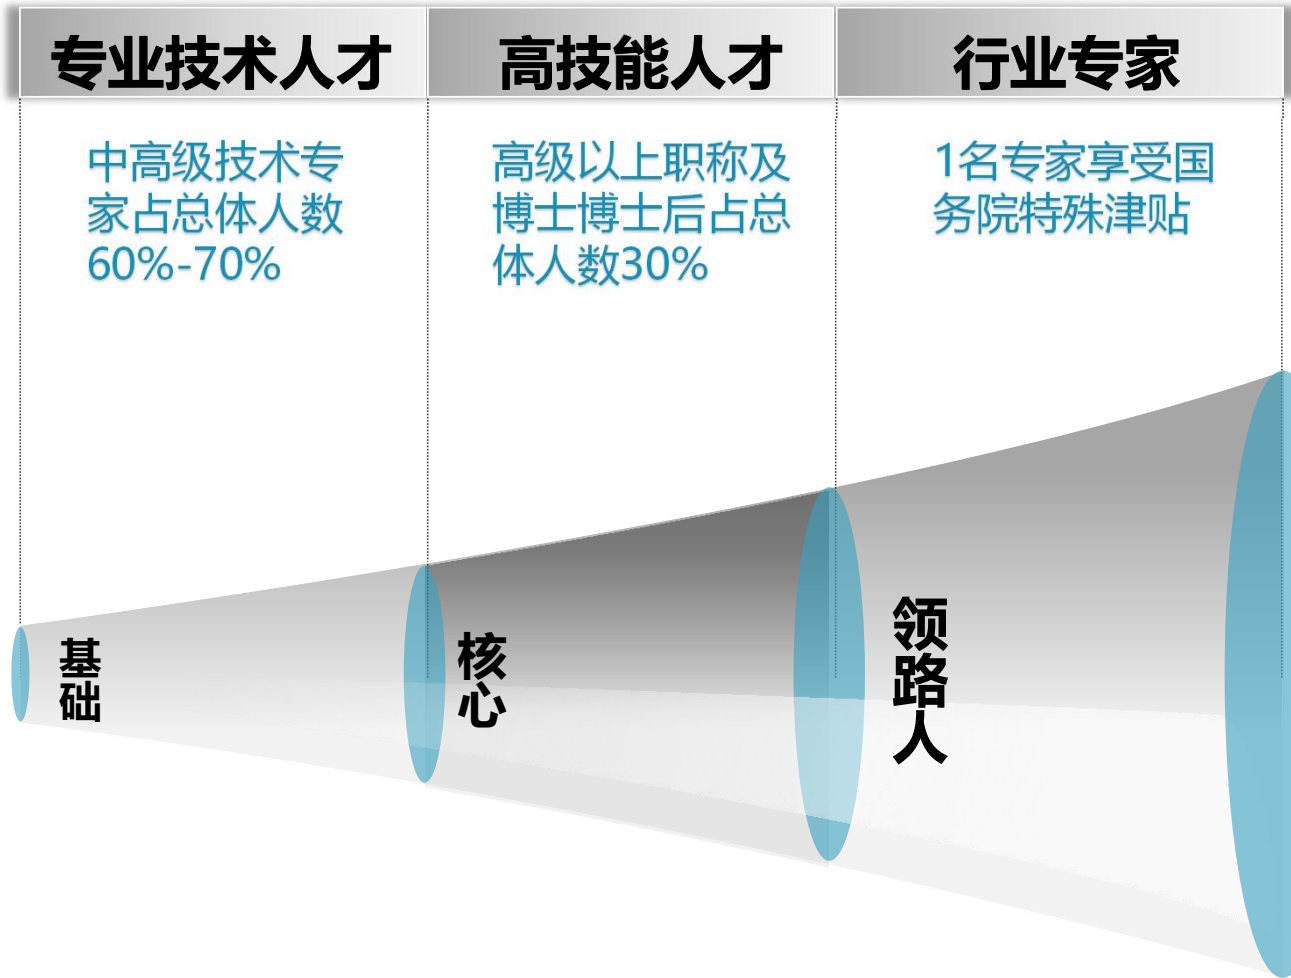 专业技术人才
高技能人才
行业专家
中高级技术专
家占总体人数
60%-70%
高级以上职称及
博士博士后占总
体人数30%
1名专家享受国
务院特殊津贴
基础
核心
领路人